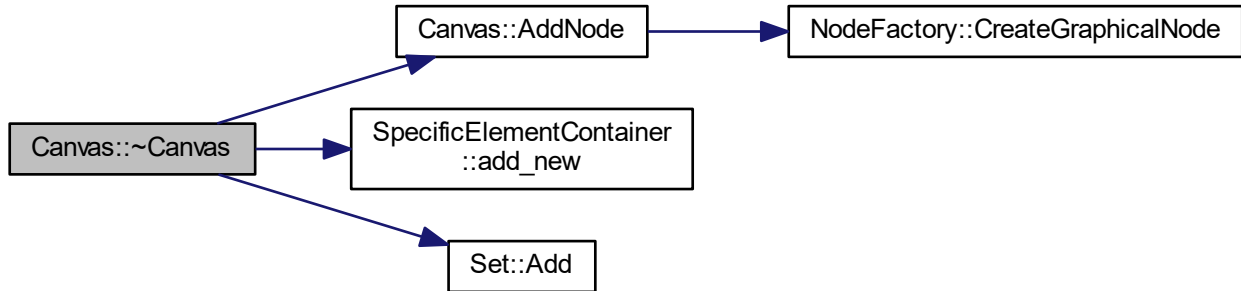 Canvas::AddNode
NodeFactory::CreateGraphicalNode
Canvas::~Canvas
SpecificElementContainer
::add_new
Set::Add